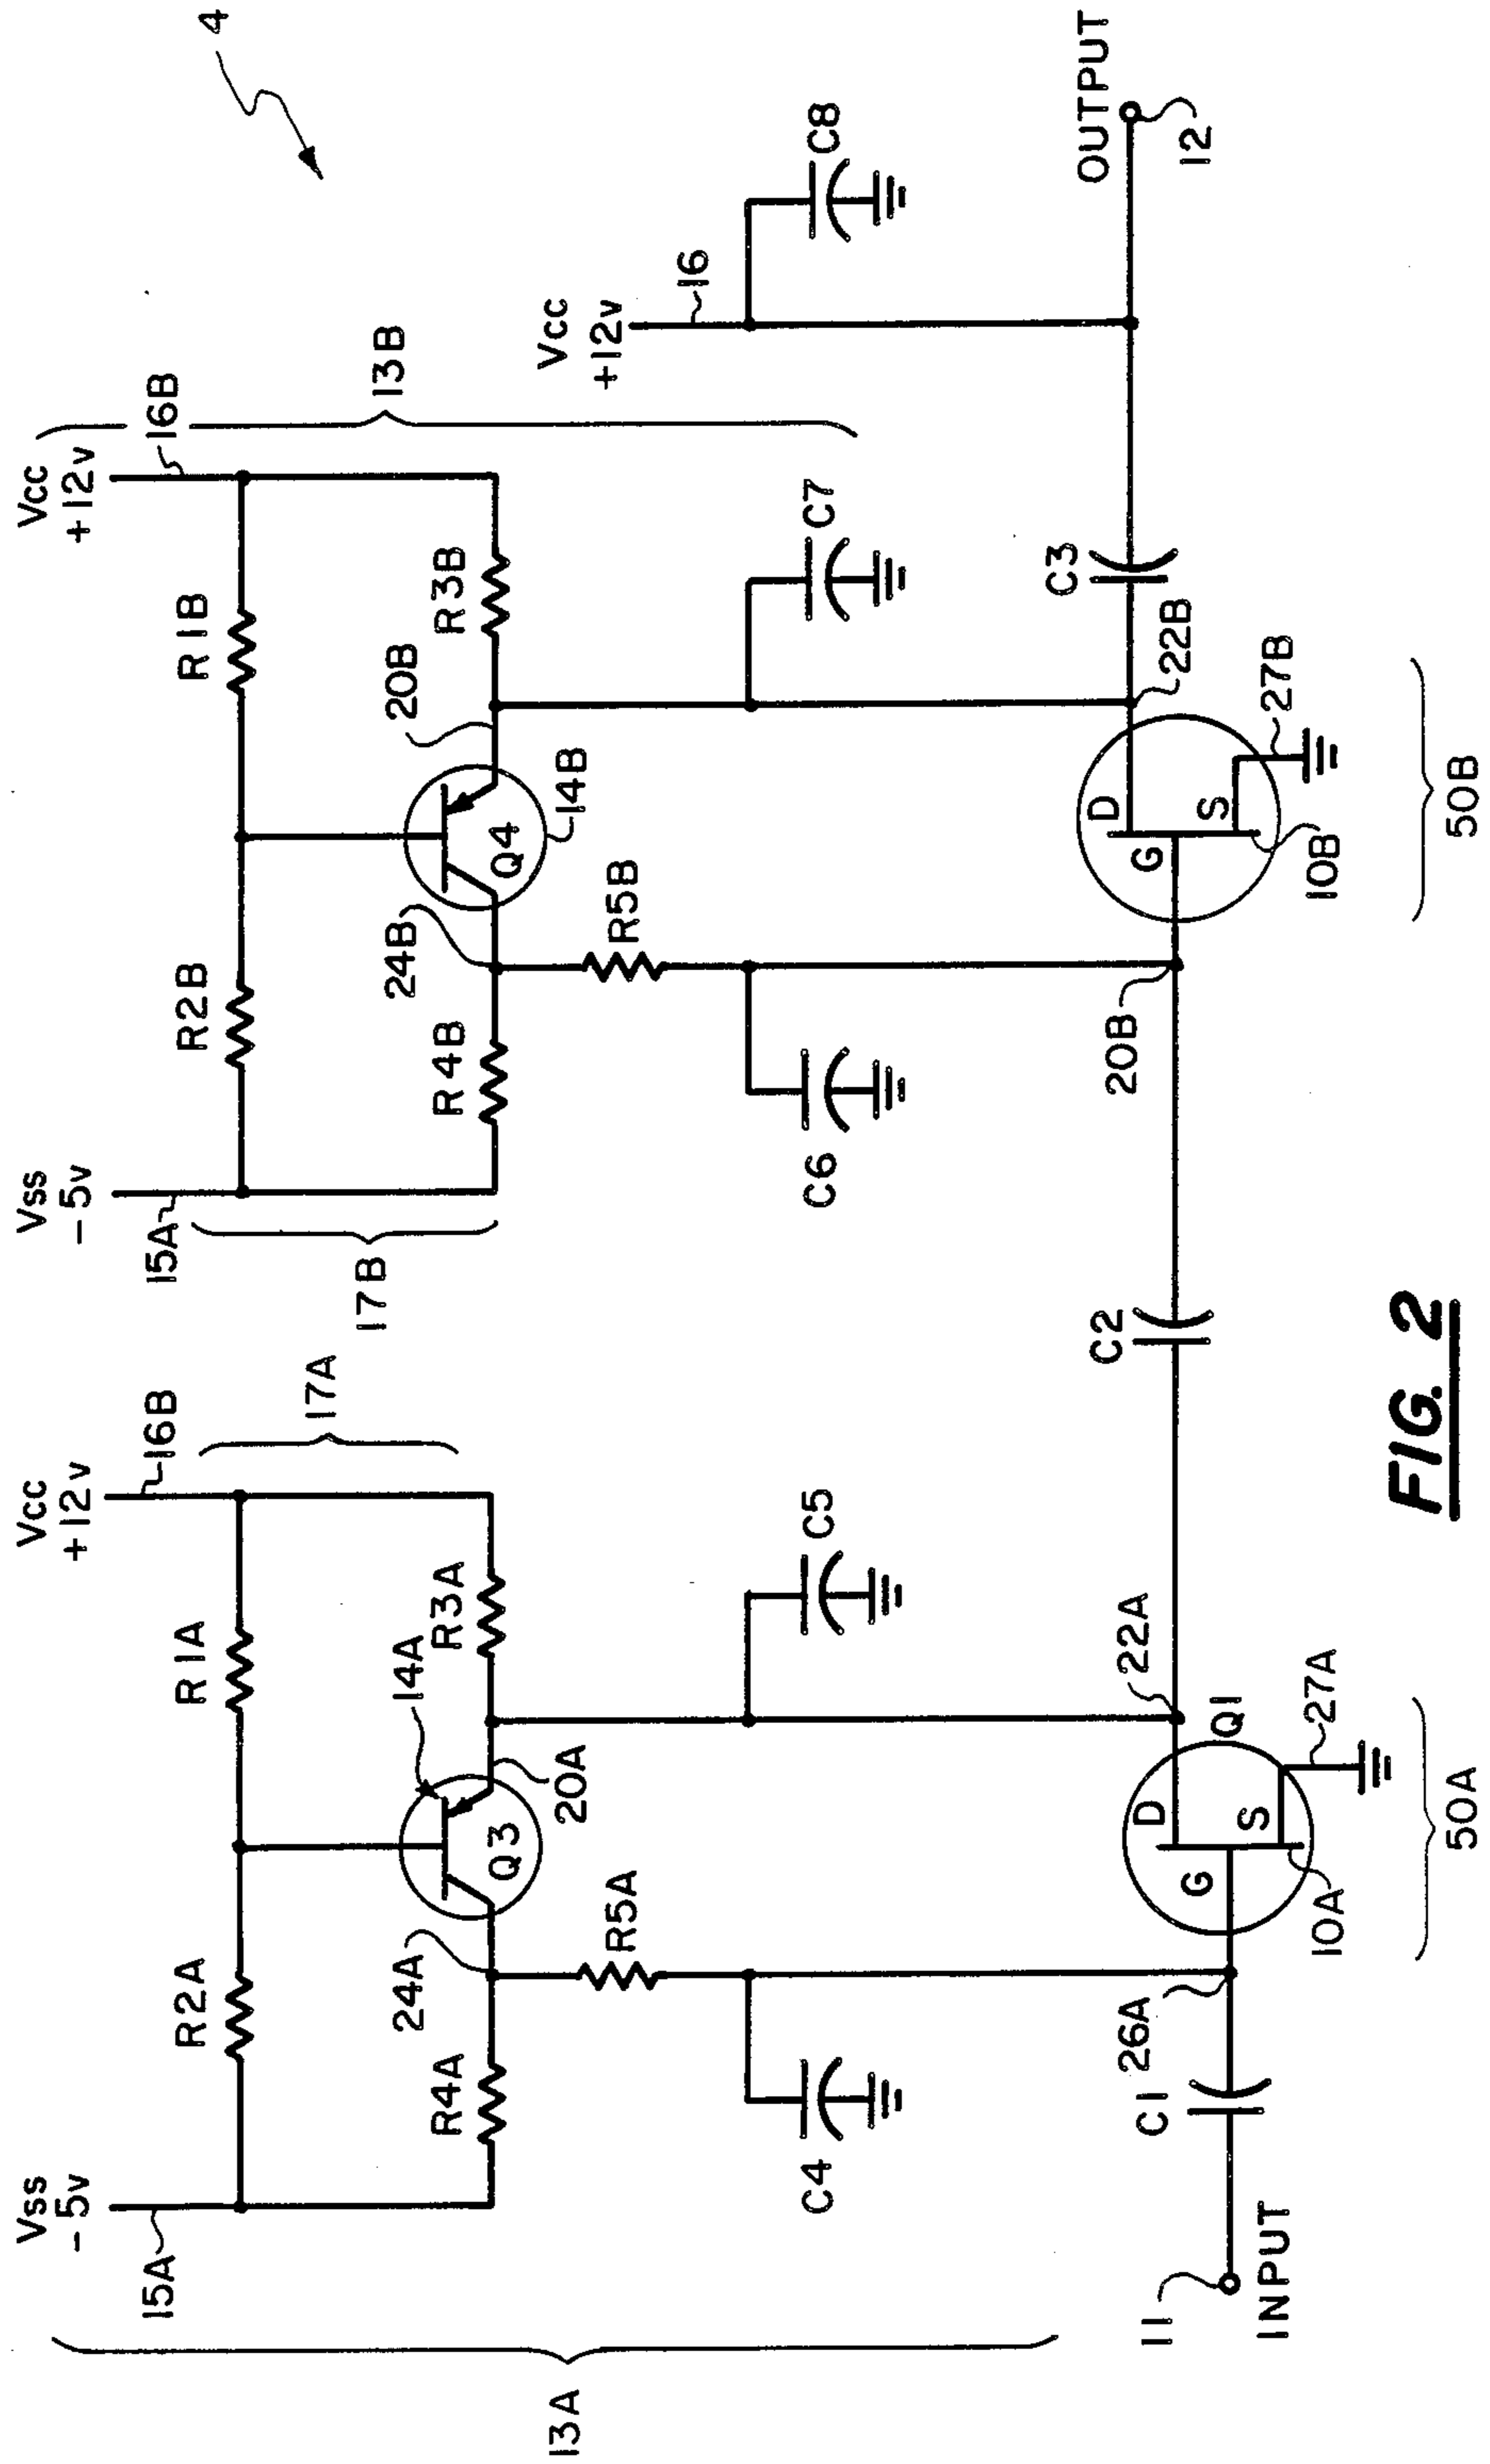 4
Vss
-5v
15A
Vcc
+12v
16B
17A
R2A
R1A
R4A
24A
Q3
14A
20A
R3A
R5A
C4
C5
13A
Vss
-5v
15A
17B
Vcc
+12v
16B
13B
R2B
R1B
R4B
24B
Q4
14B
20B
R3B
R5B
C6
C7
Vcc
+12v
16
C8
11
INPUT
C1
26A
G
D
S
10A
Q1
22A
27A
50A
C2
20B
G
D
S
10B
22B
27B
50B
C3
OUTPUT
12
FIG. 2